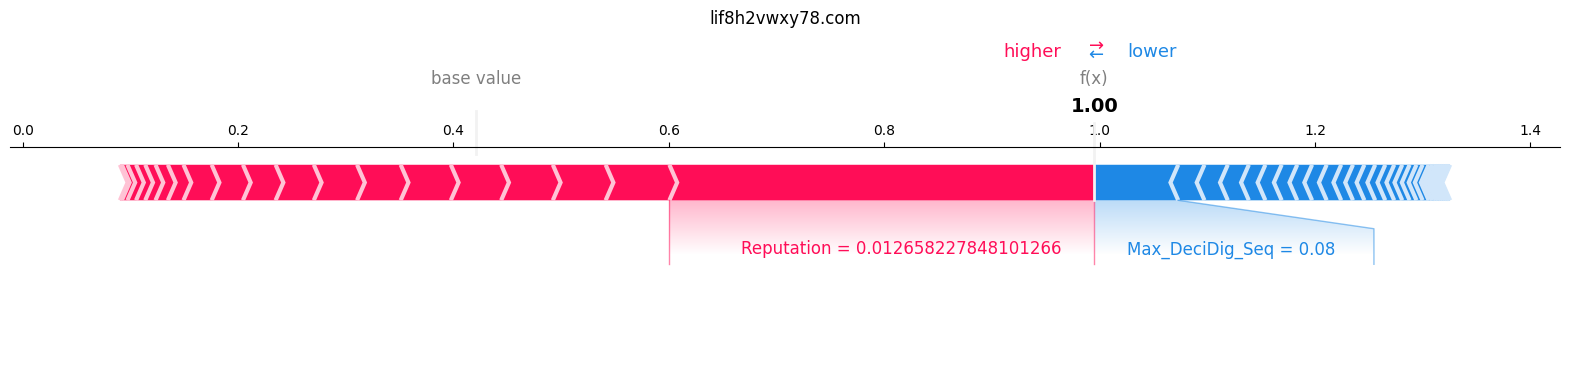 lif8h2vwxy78.com
higher → ← lower
base value f(x)
1.00
0.0 0.2 0.4 0.6 0.8 1.0 1.2 1.4
Reputation = 0.012658227848101266 Max_DeciDig_Seq = 0.08